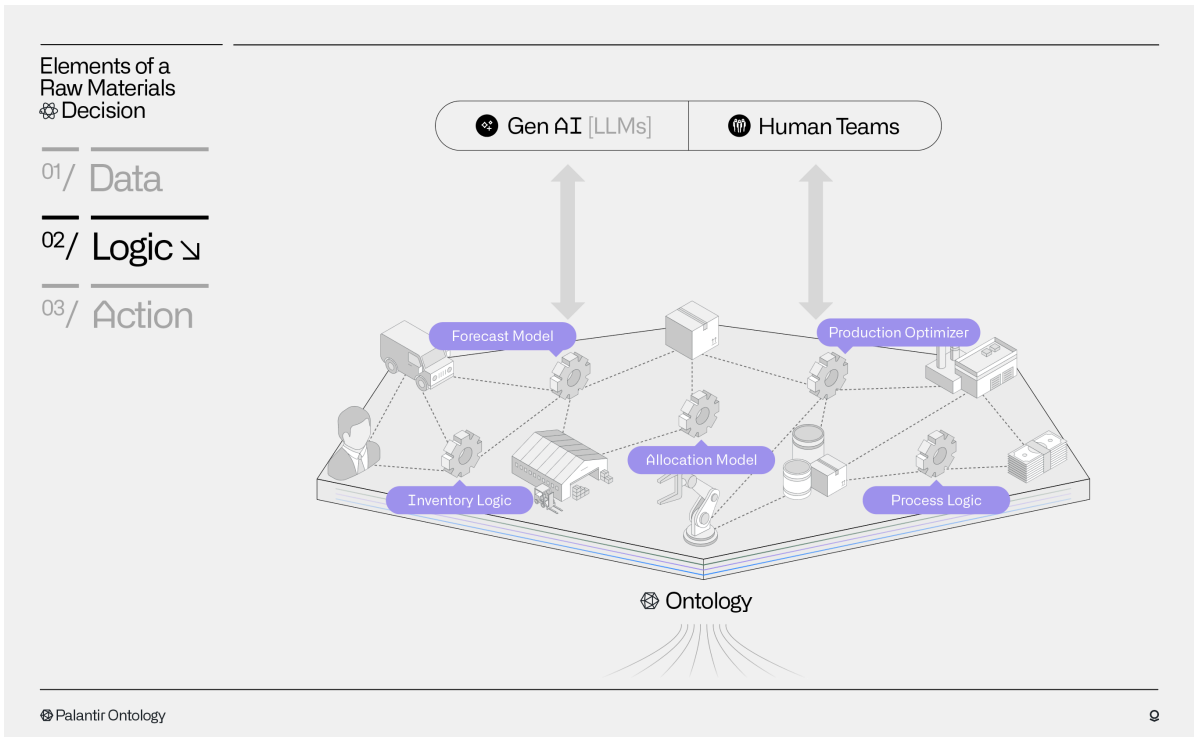 Elements of a
Raw Materials
Decision
01/ Data
02/ Logic
03/ Action
Gen AI [LLMs]
Human Teams
Forecast Model
Production Optimizer
Allocation Model
Inventory Logic
Process Logic
Ontology
Palantir Ontology